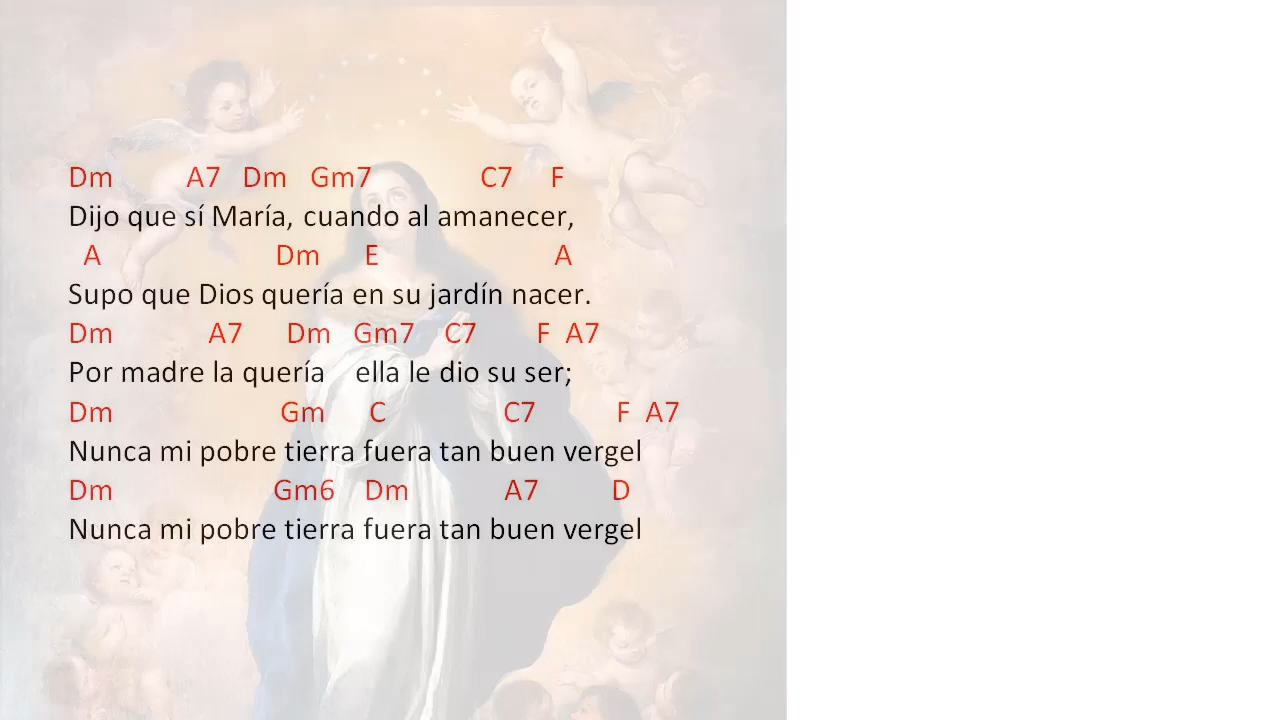 Dm A7 Dm Gm7 C7 F
Dijo que sí María, cuando al amanecer,
A Dm E A
Supo que Dios quería en su jardín nacer.
Dm A7 Dm Gm7 C7 F A7
Por madre la quería ella le dio su ser;
Dm Gm C C7 F A7
Nunca mi pobre tierra fuera tan buen vergel
Dm Gm6 Dm A7 D
Nunca mi pobre tierra fuera tan buen vergel